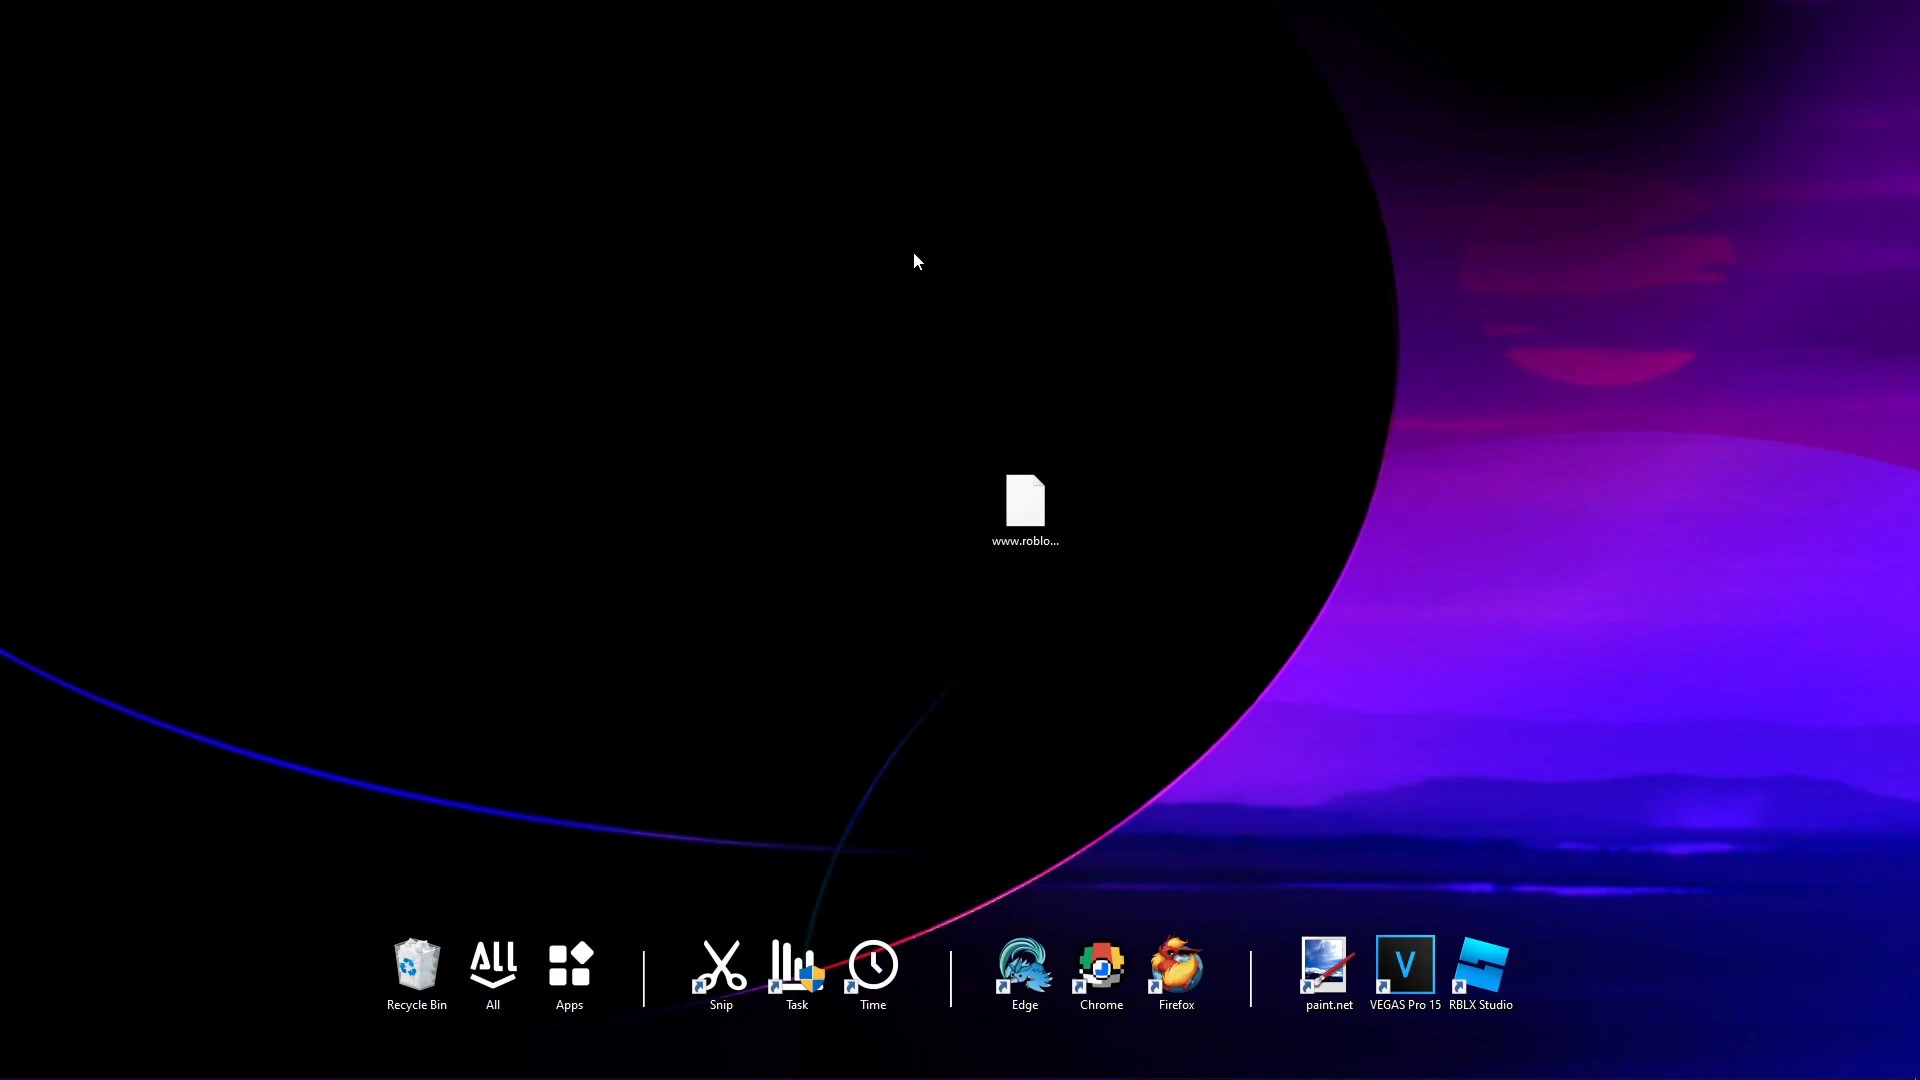 www.roblo...
ALL
V
Recycle Bin
All
Apps
Snip
Task
Time
Edge
Chrome
Firefox
paint.net
VEGAS Pro 15
RBLX Studio